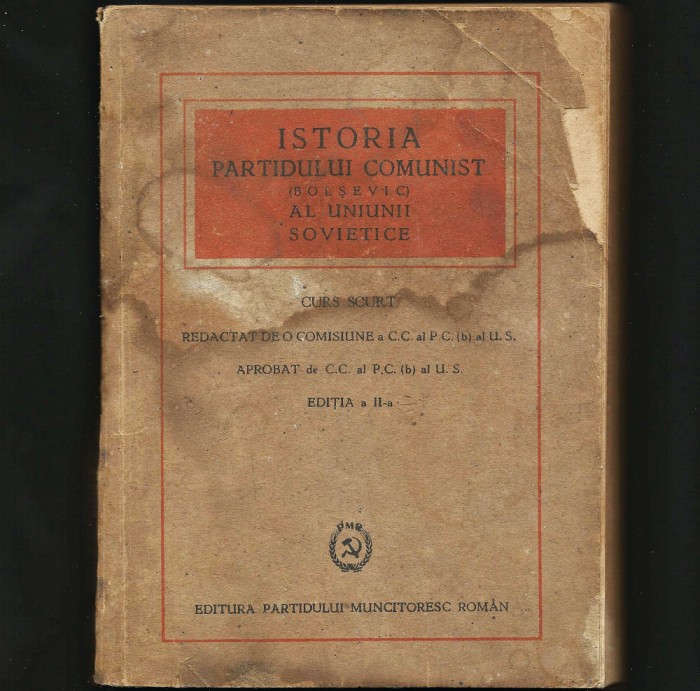 ISTORIA
PARTIDULUI COMUNIST
(BOLȘEVIC)
AL UNIUNII
SOVIETICE
CURS SCURT
REDACTAT DE O COMISIUNE a C.C. al P.C. (b) al U. S.
APROBAT de C.C. al P.C. (b) al U. S.
EDIȚIA a II-a
PMR
EDITURA PARTIDULUI MUNCITORESC ROMÂN